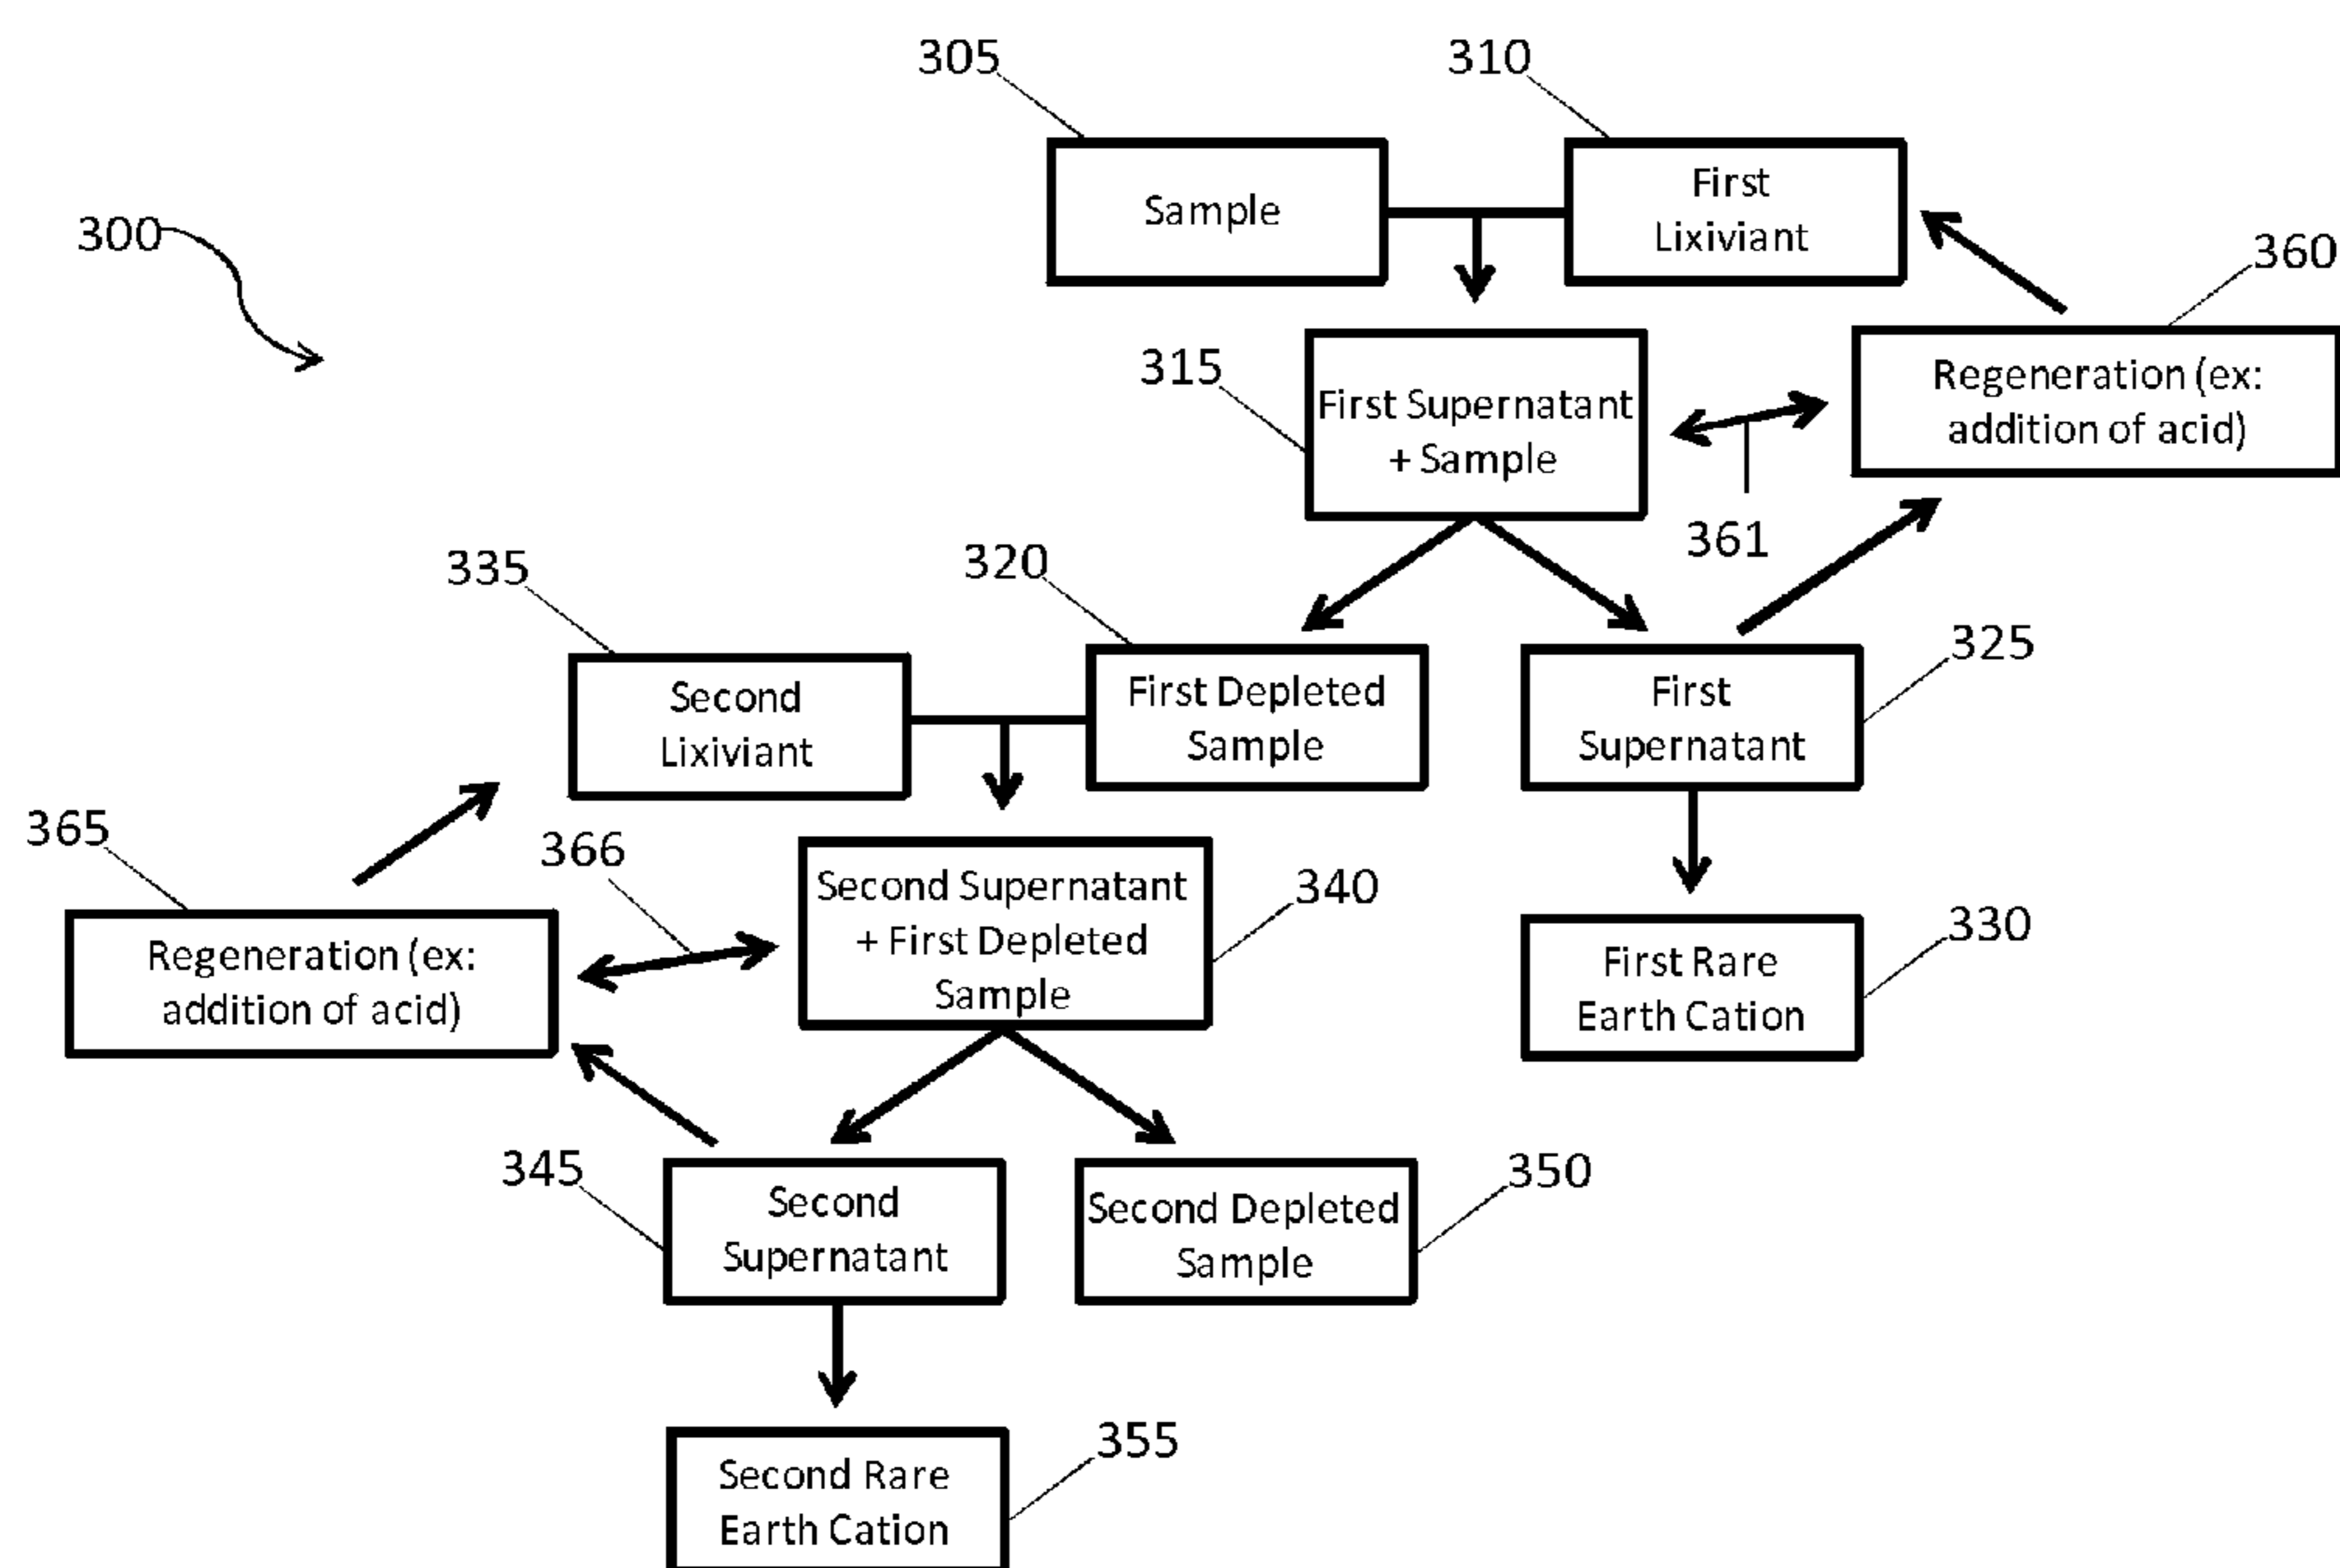 305
310
Sample
First
Lixiviant
300
360
315
First Supernatant
+ Sample
Regeneration (ex:
addition of acid)
361
335
320
325
Second
Lixiviant
First Depleted
Sample
First
Supernatant
365
366
Second Supernatant
+ First Depleted
Sample
340
330
Regeneration (ex:
addition of acid)
First Rare
Earth Cation
345
350
Second
Supernatant
Second Depleted
Sample
355
Second Rare
Earth Cation